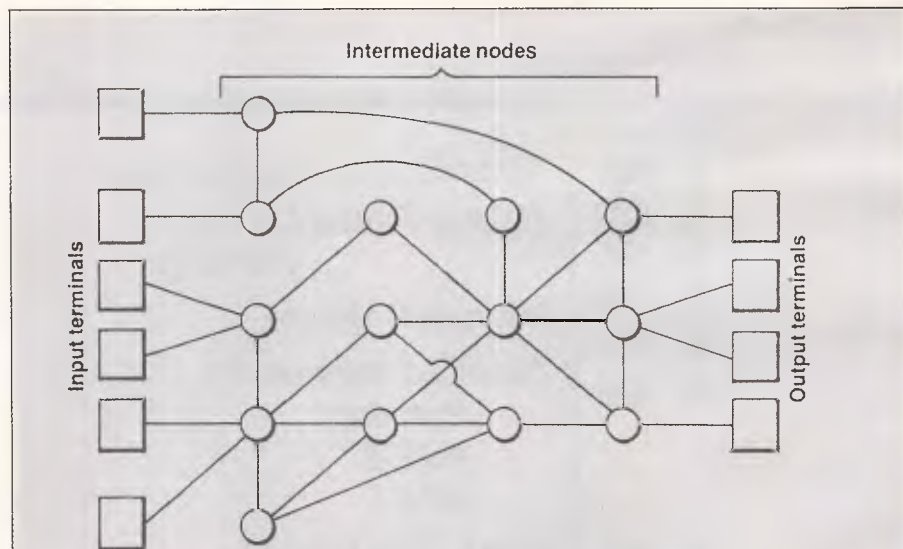 Intermediate nodes
Input terminals
Output terminals